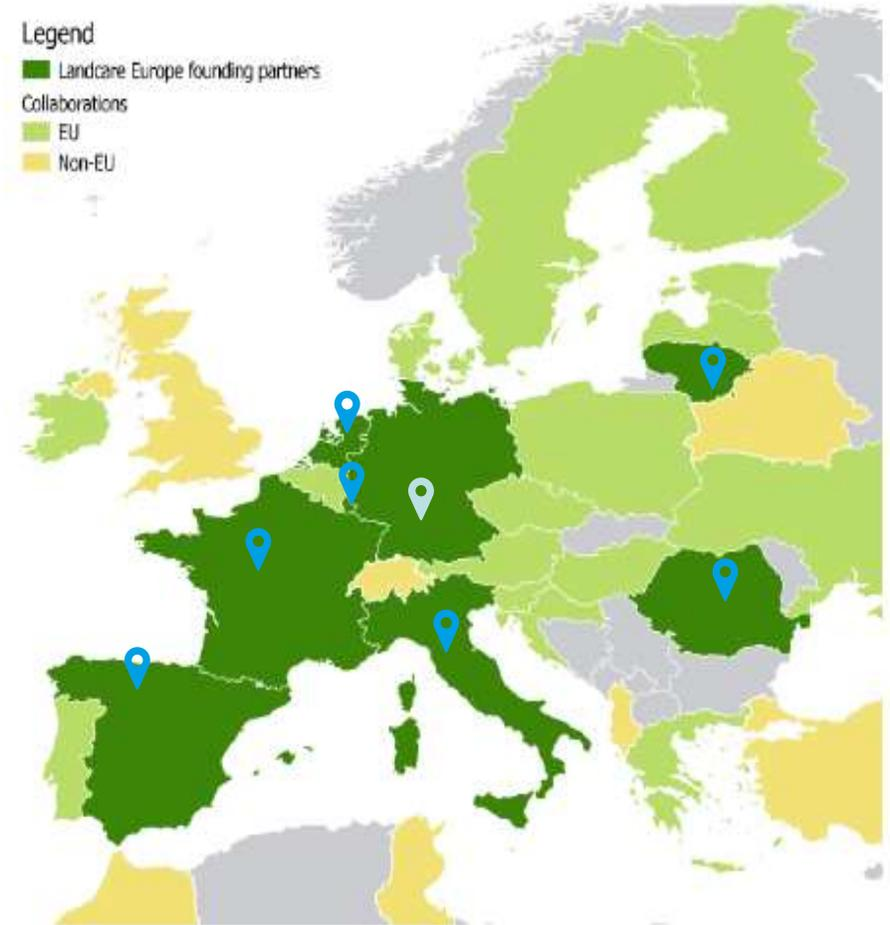 Legend
Landcare Europe founding partners
Collaborations
EU
Non-EU